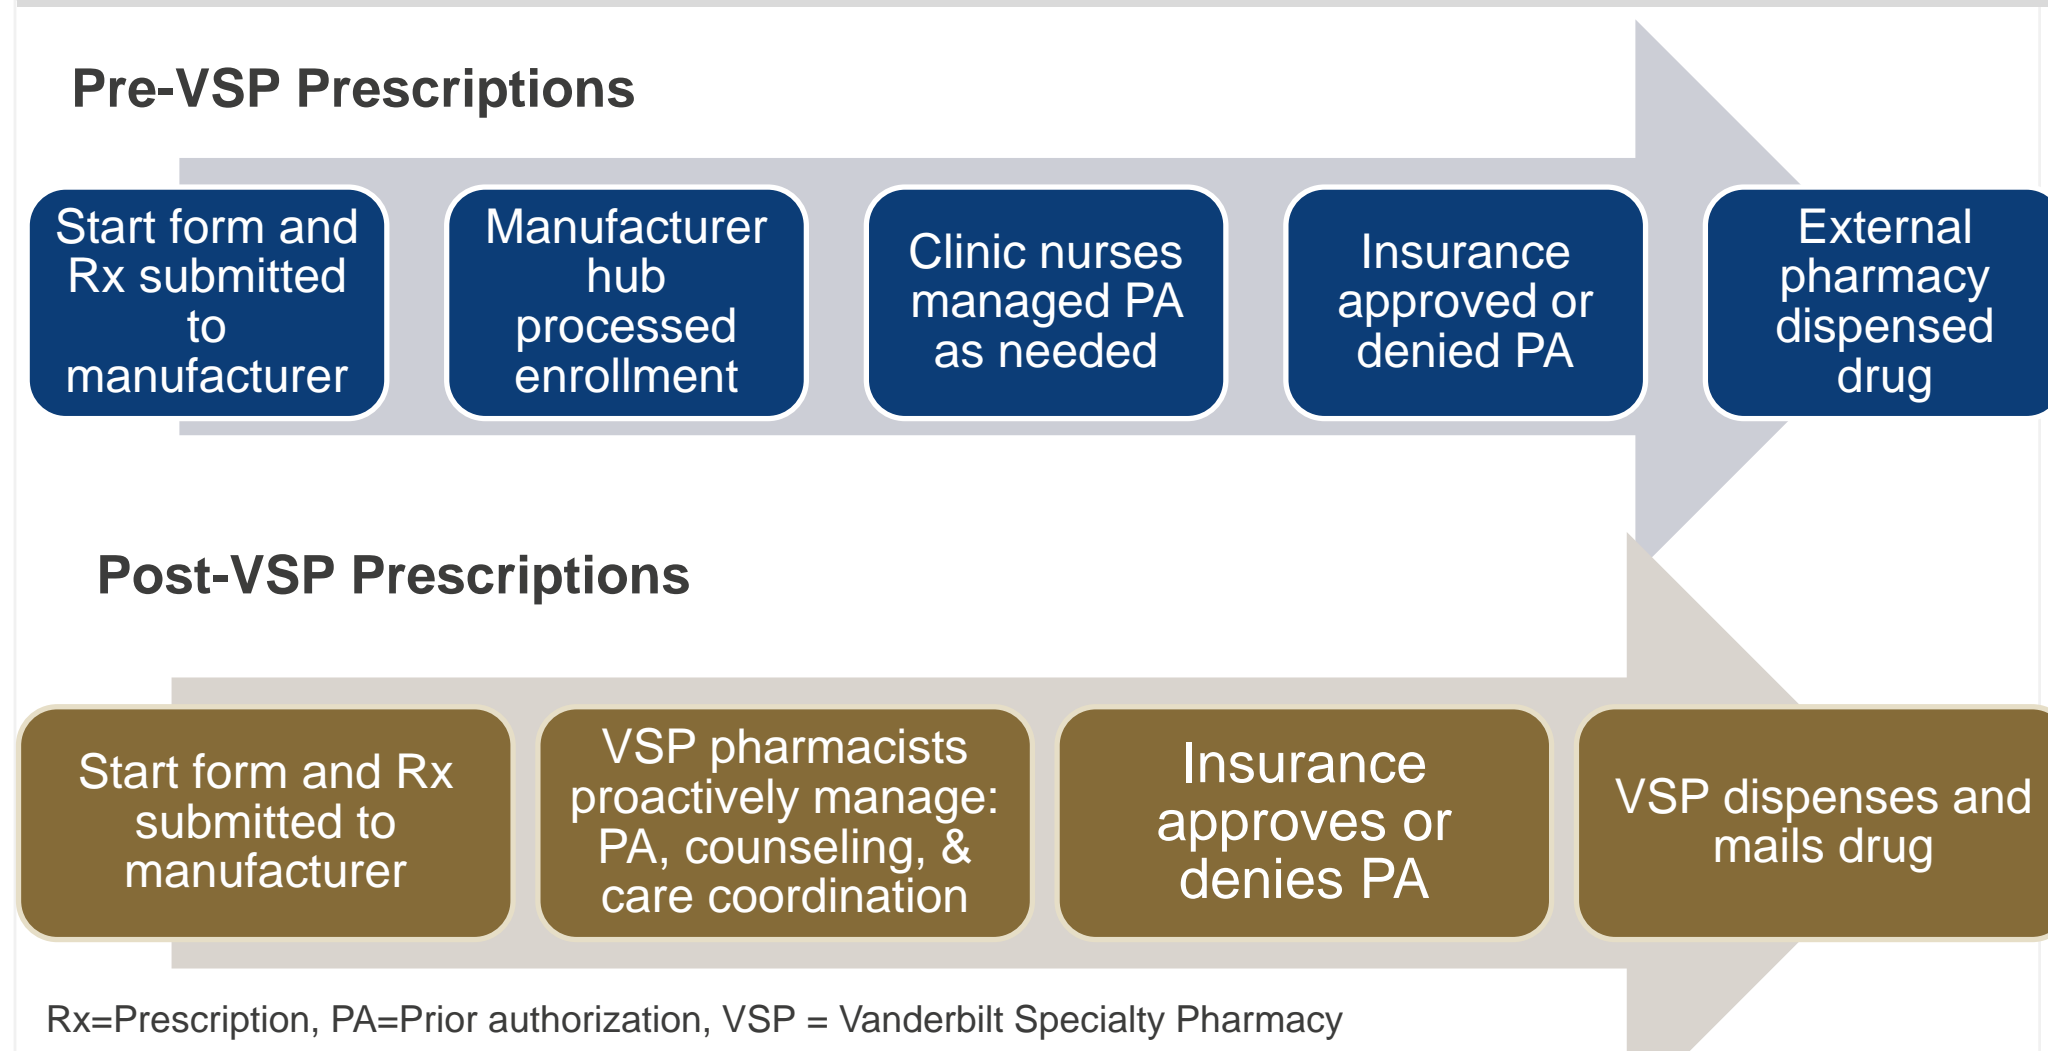 Pre-VSP Prescriptions
Start form and
Rx submitted
to
manufacturer
Manufacturer
hub
processed
enrollment
Clinic nurses
managed PA
as needed
Insurance
approved or
denied PA
External
pharmacy
dispensed
drug
Post-VSP Prescriptions
Start form and Rx
submitted to
manufacturer
VSP pharmacists
proactively manage:
PA, counseling, &
care coordination
Insurance
approves or
denies PA
VSP dispenses and
mails drug
Rx=Prescription, PA=Prior authorization, VSP = Vanderbilt Specialty Pharmacy